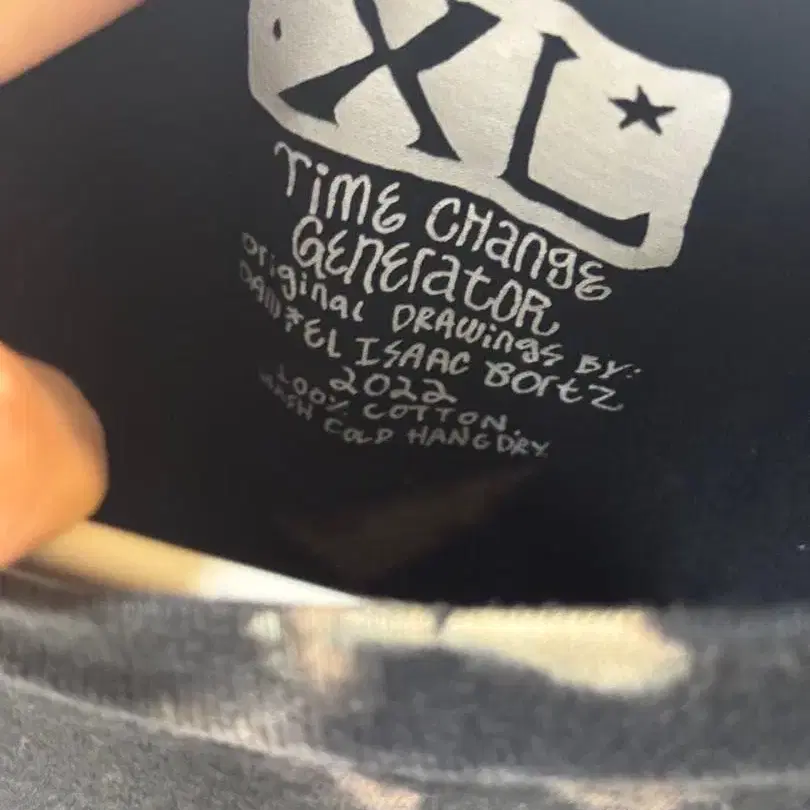 XL
TiME CHange
GeneratoR
original DRAWings BY:
DANIEL ISAAC Bortz
2022
100% COTTON.
WASH COLD HANG DRY